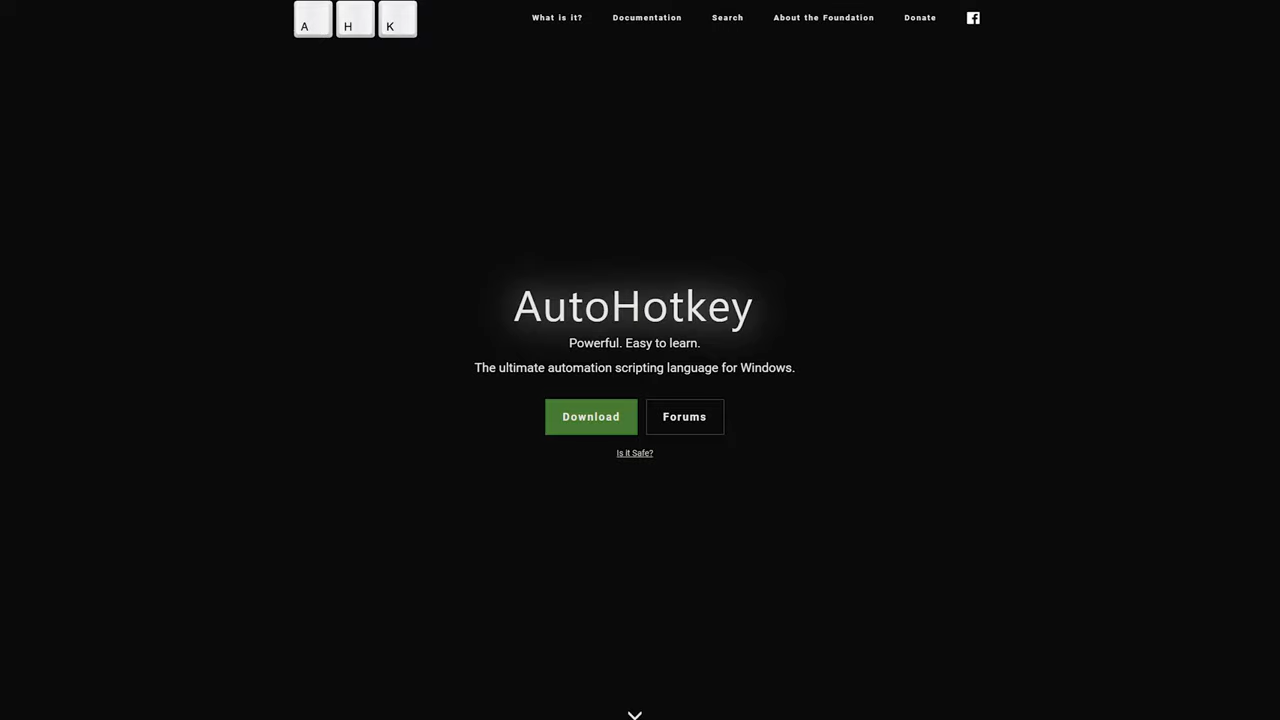 A H K
What is it? Documentation Search About the Foundation Donate
AutoHotkey
Powerful. Easy to learn.
The ultimate automation scripting language for Windows.
Download Forums
Is It Safe?